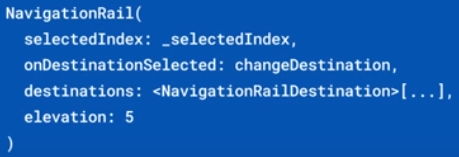 NavigationRail(
  selectedIndex: _selectedIndex,
  onDestinationSelected: changeDestination,
  destinations: <NavigationRailDestination>[...],
  elevation: 5
)